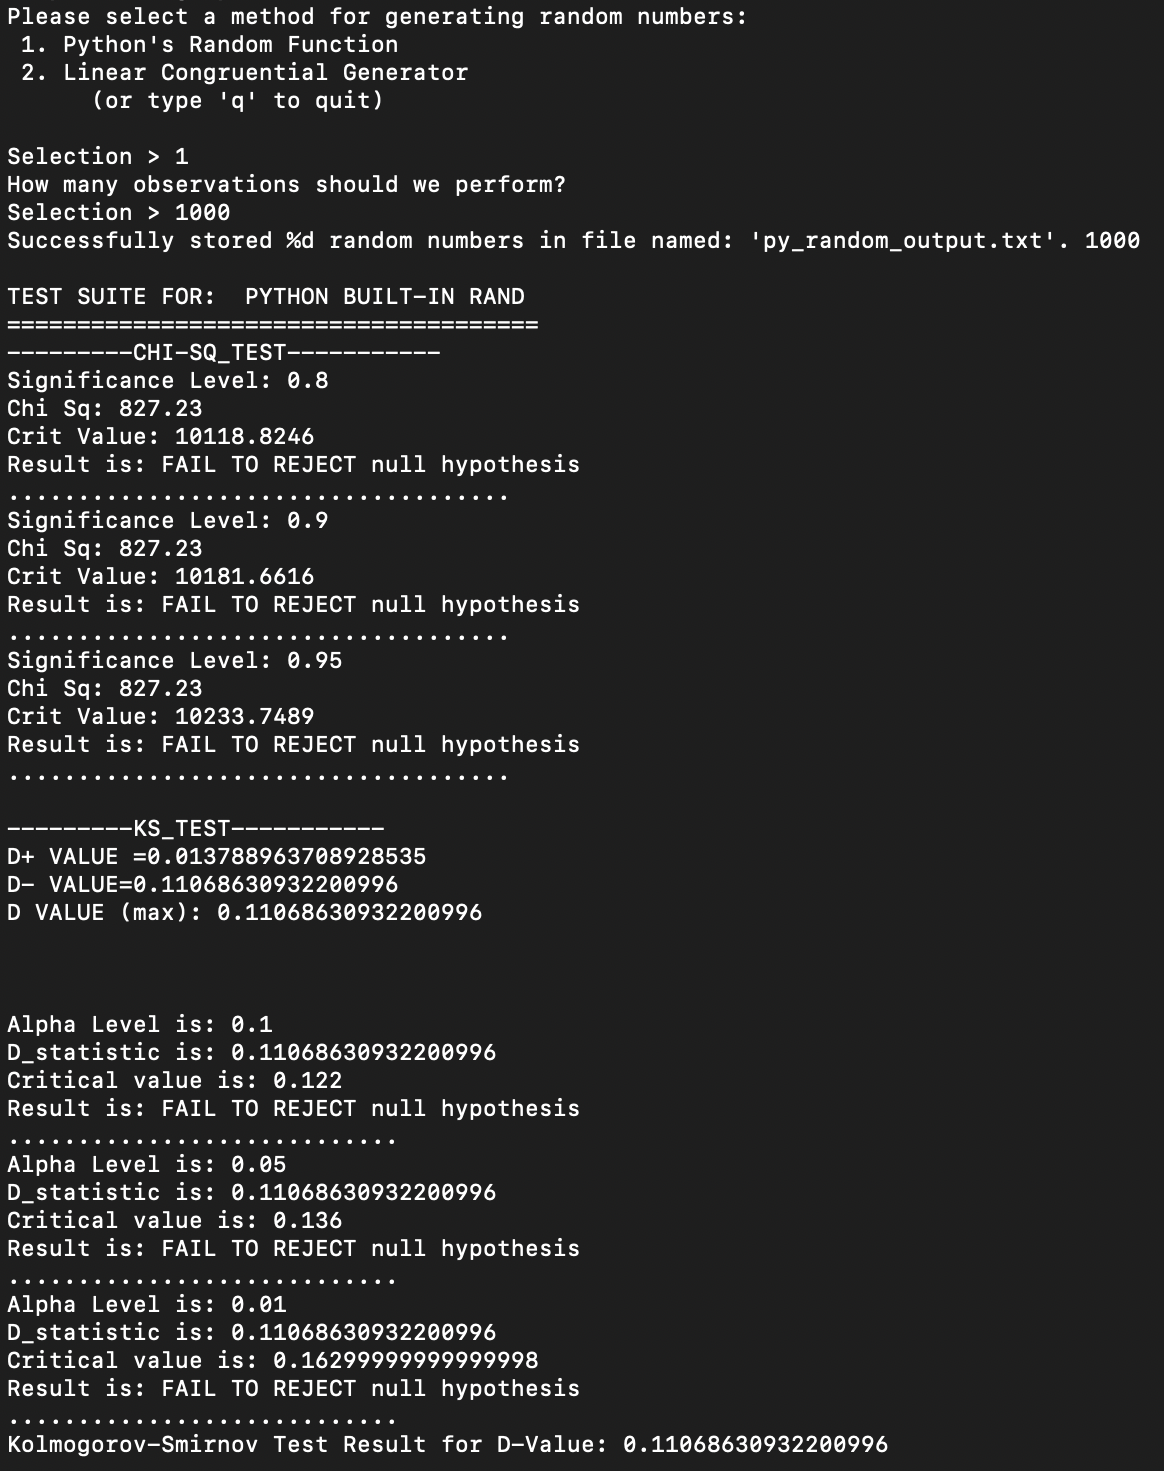 Please select a method for generating random numbers:
 1. Python's Random Function
 2. Linear Congruential Generator
      (or type 'q' to quit)

Selection > 1
How many observations should we perform?
Selection > 1000
Successfully stored %d random numbers in file named: 'py_random_output.txt'. 1000

TEST SUITE FOR:  PYTHON BUILT-IN RAND
======================================
---------CHI-SQ_TEST-----------
Significance Level: 0.8
Chi Sq: 827.23
Crit Value: 10118.8246
Result is: FAIL TO REJECT null hypothesis
....................................
Significance Level: 0.9
Chi Sq: 827.23
Crit Value: 10181.6616
Result is: FAIL TO REJECT null hypothesis
....................................
Significance Level: 0.95
Chi Sq: 827.23
Crit Value: 10233.7489
Result is: FAIL TO REJECT null hypothesis
....................................

---------KS_TEST-----------
D+ VALUE =0.013788963708928535
D- VALUE=0.11068630932200996
D VALUE (max): 0.11068630932200996

Alpha Level is: 0.1
D_statistic is: 0.11068630932200996
Critical value is: 0.122
Result is: FAIL TO REJECT null hypothesis
............................
Alpha Level is: 0.05
D_statistic is: 0.11068630932200996
Critical value is: 0.136
Result is: FAIL TO REJECT null hypothesis
............................
Alpha Level is: 0.01
D_statistic is: 0.11068630932200996
Critical value is: 0.16299999999999998
Result is: FAIL TO REJECT null hypothesis
............................
Kolmogorov-Smirnov Test Result for D-Value: 0.11068630932200996